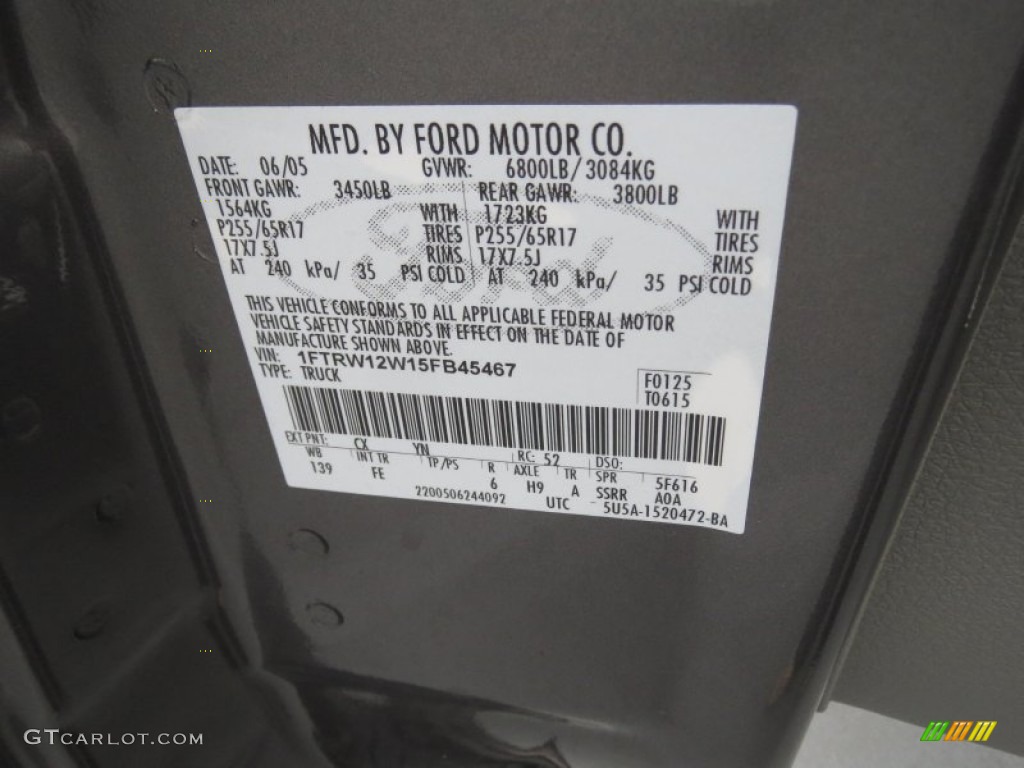 MFD. BY FORD MOTOR CO.
DATE: 06/05 GVWR: 6800LB/ 3084KG
FRONT GAWR: 3450LB REAR GAWR: 3800LB
1564KG WITH 1723KG WITH
P255/65R17 TIRES P255/65R17 TIRES
17X7.5J RIMS 17X7.5J RIMS
AT 240 kPa/ 35 PSI COLD AT 240 kPa/ 35 PSI COLD
Ford
THIS VEHICLE CONFORMS TO ALL APPLICABLE FEDERAL MOTOR
VEHICLE SAFETY STANDARDS IN EFFECT ON THE DATE OF
MANUFACTURE SHOWN ABOVE.
VIN: 1FTRW12W15FB45467
TYPE: TRUCK
F0125
T0615
EXT PNT: CX YN RC: 52 DSO:
WB INT TR TP/PS R AXLE TR SPR 5F616
139 FE 6 H9 A SSRR A0A
2200506244092 UTC 5U5A-1520472-BA
GTCARLOT.COM